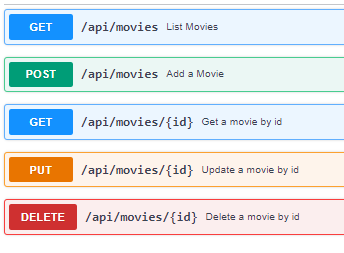 GET /api/movies List Movies
POST /api/movies Add a Movie
GET /api/movies/{id} Get a movie by id
PUT /api/movies/{id} Update a movie by id
DELETE /api/movies/{id} Delete a movie by id